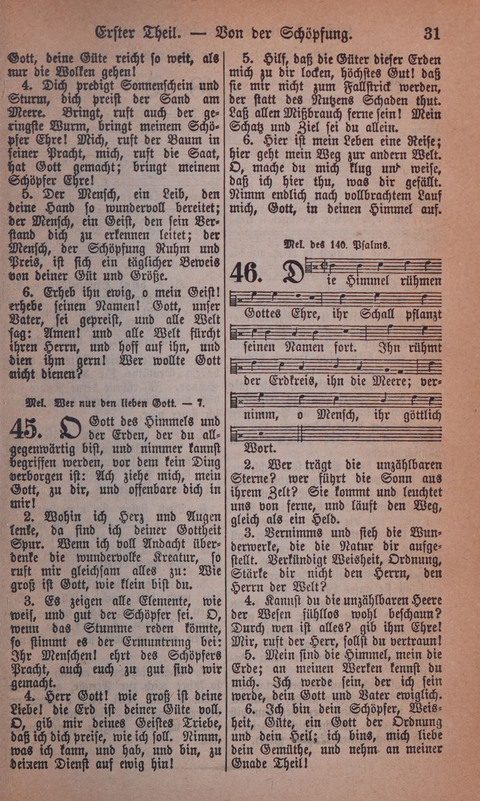 Erster Theil. — Von der Schöpfung. 31
Gott, deine Güte reicht so weit, als
nur die Wolken gehen!
4. Dich predigt Sonnenschein und
Sturm, dich preist der Sand am
Meere. Bringt, ruft auch der ge-
ringste Wurm, bringt meinem Schö-
pfer Ehre! Mich, ruft der Baum in
seiner Pracht, mich, ruft die Saat,
hat Gott gemacht; bringt meinem
Schöpfer Ehre!
5. Der Mensch, ein Leib, den
deine Hand so wundervoll bereitet;
der Mensch, ein Geist, den sein Ver-
stand dich zu erkennen leitet; der
Mensch, der Schöpfung Ruhm und
Preis, ist sich ein täglicher Beweis
von deiner Güt und Größe.
6. Erheb ihn ewig, o mein Geist!
erhebe seinen Namen! Gott, unser
Vater, sei gepreist, und alle Welt
sag: Amen! und alle Welt fürcht
ihren Herrn, und hoff auf ihn, und
dien ihm gern! Wer wollte Gott
nicht dienen?
Mel. Wer nur den lieben Gott. — 7.
45. O Gott des Himmels und
der Erden, der du all-
gegenwärtig bist, und nimmer kannst
begriffen werden, vor dem kein Ding
verborgen ist: Ach ziehe mich, mein
Gott, zu dir, und offenbare dich in
mir!
2. Wohin ich Herz und Augen
lenke, da find ich deiner Gottheit
Spur. Wenn ich voll Andacht über-
denke die wundervolle Kreatur, so
ruft mir gleichsam alles zu: Wie
groß ist Gott, wie klein bist du.
3. Es zeigen alle Elemente, wie
weis, und gut der Schöpfer sei. O,
wenn das Stumme reden könnte,
so stimmt es der Ermuntrung bei:
Ihr Menschen! ehrt des Schöpfers
Pracht, auch euch zu gut sind wir
gemacht.
4. Herr Gott! wie groß ist deine
Liebe! die Erd ist deiner Güte voll.
O, gib mir deines Geistes Triebe,
daß ich dich preise, wie ich soll. Nimm,
was ich kann, und hab, und bin, zu
deinem Dienst auf ewig hin!
5. Hilf, daß die Güter dieser Erden
mich zu dir locken, höchstes Gut! daß
sie mir nicht zum Fallstrick werden,
der statt des Nutzens Schaden thut.
Laß allen Mißbrauch ferne sein! Mein
Schatz und Ziel sei du allein.
6. Hier ist mein Leben eine Reise;
hier geht mein Weg zur andern Welt.
O, mache du mich klug und weise,
daß ich hier thu, was dir gefällt.
Nimm endlich nach vollbrachtem Lauf
mich, Gott, in deinen Himmel auf.
Mel. des 140. Psalms.
46. Die Himmel rühmen
Gottes Ehre, ihr Schall pflanzt
seinen Namen fort. Ihn rühmt
der Erdkreis, ihn die Meere; ver-
nimm, o Mensch, ihr göttlich
Wort.
2. Wer trägt die unzählbaren
Sterne? wer führt die Sonn aus
ihrem Zelt? Sie kommt und leuchtet
uns von ferne, und läuft den Weg,
gleich als ein Held.
3. Vernimms und sieh die Wun-
derwerke, die die Natur dir aufge-
stellt. Verkündigt Weisheit, Ordnung,
Stärke dir nicht den Herrn, den
Herrn der Welt?
4. Kannst du die unzählbaren Heere
der Wesen fühllos wohl beschaun?
Durch wen ist alles? gib ihm Ehre!
Mir, ruft der Herr, sollst du vertraun!
5. Mein sind die Himmel, mein die
Erde; an meinen Werken kennst du
mich. Ich werde sein, der ich sein
werde, dein Gott und Vater ewiglich.
6. Ich bin dein Schöpfer, Weis-
heit, Güte, ein Gott der Ordnung
und dein Heil; ich bins, mich liebe
dein Gemüthe, und nehm an meiner
Gnade Theil!